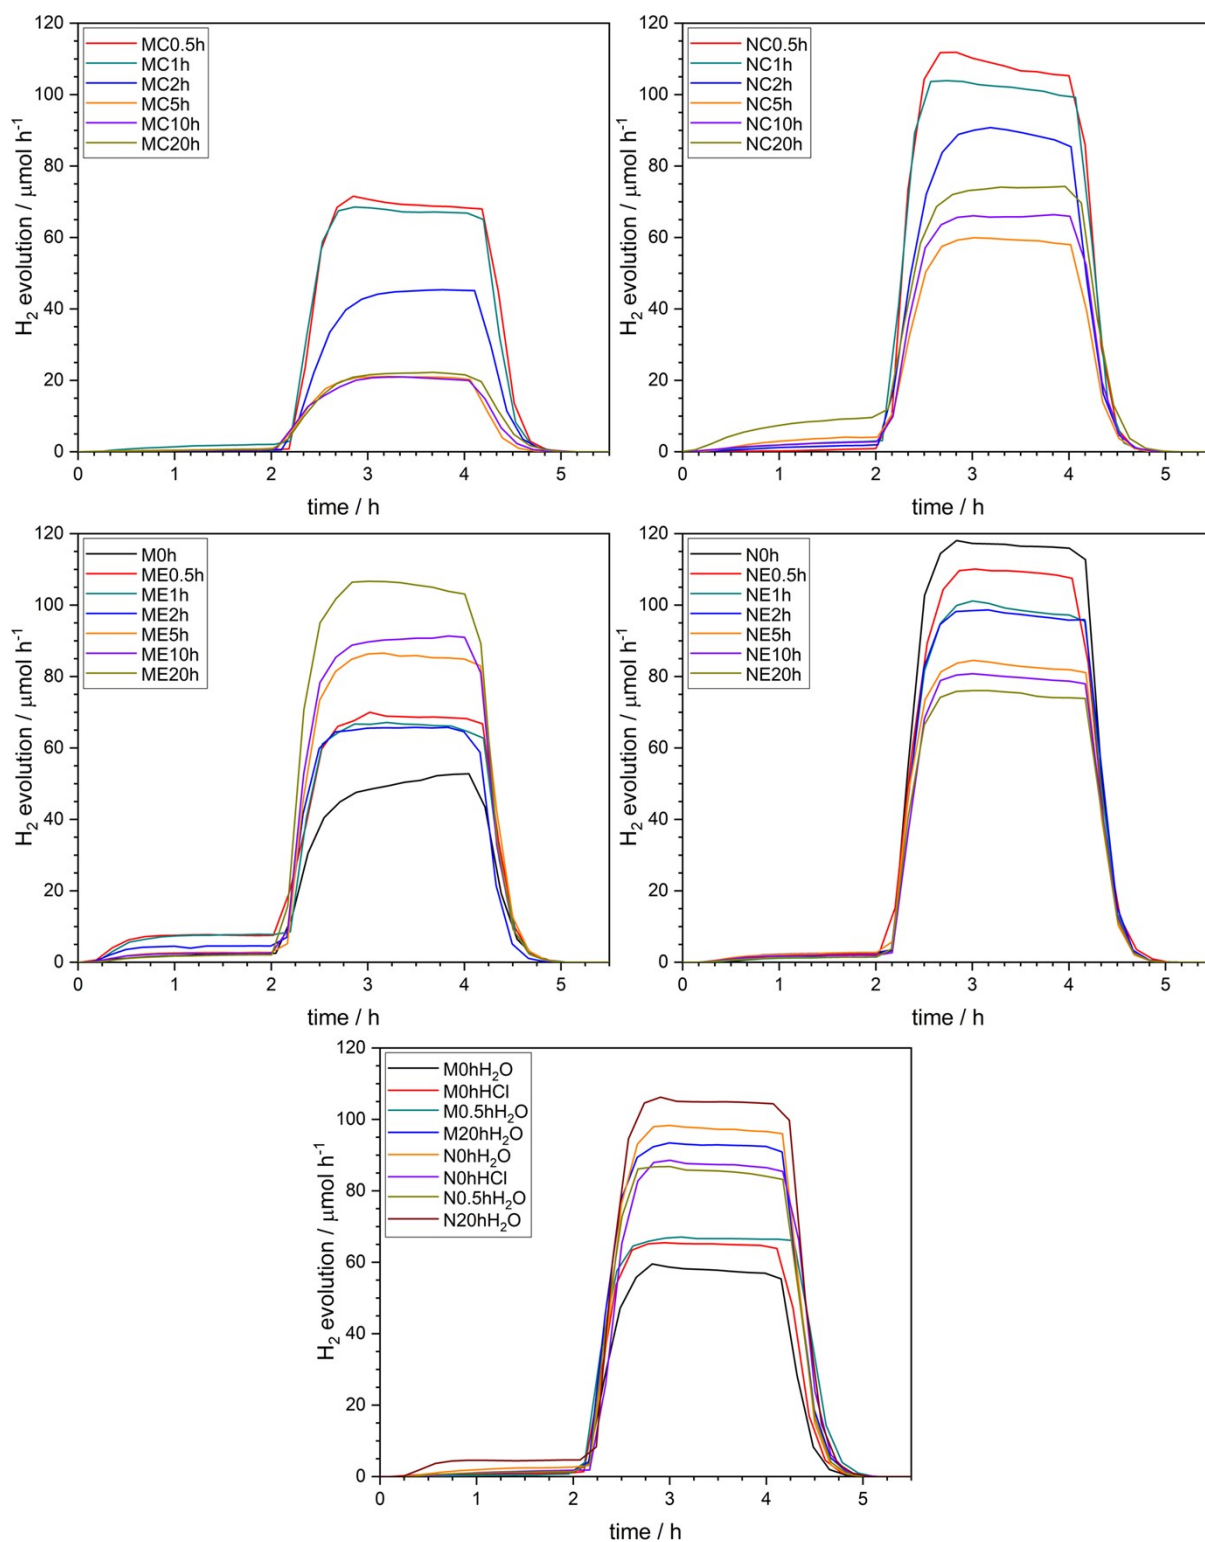 120
100
80
60
40
20
0
H₂ evolution / μmol h⁻¹
MC0.5h
MC1h
MC2h
MC5h
MC10h
MC20h
0 1 2 3 4 5
time / h
120
100
80
60
40
20
0
H₂ evolution / μmol h⁻¹
NC0.5h
NC1h
NC2h
NC5h
NC10h
NC20h
0 1 2 3 4 5
time / h
120
100
80
60
40
20
0
H₂ evolution / μmol h⁻¹
M0h
ME0.5h
ME1h
ME2h
ME5h
ME10h
ME20h
0 1 2 3 4 5
time / h
120
100
80
60
40
20
0
H₂ evolution / μmol h⁻¹
N0h
NE0.5h
NE1h
NE2h
NE5h
NE10h
NE20h
0 1 2 3 4 5
time / h
120
100
80
60
40
20
0
H₂ evolution / μmol h⁻¹
M0hH₂O
M0hHCl
M0.5hH₂O
M20hH₂O
N0hH₂O
N0hHCl
N0.5hH₂O
N20hH₂O
0 1 2 3 4 5
time / h